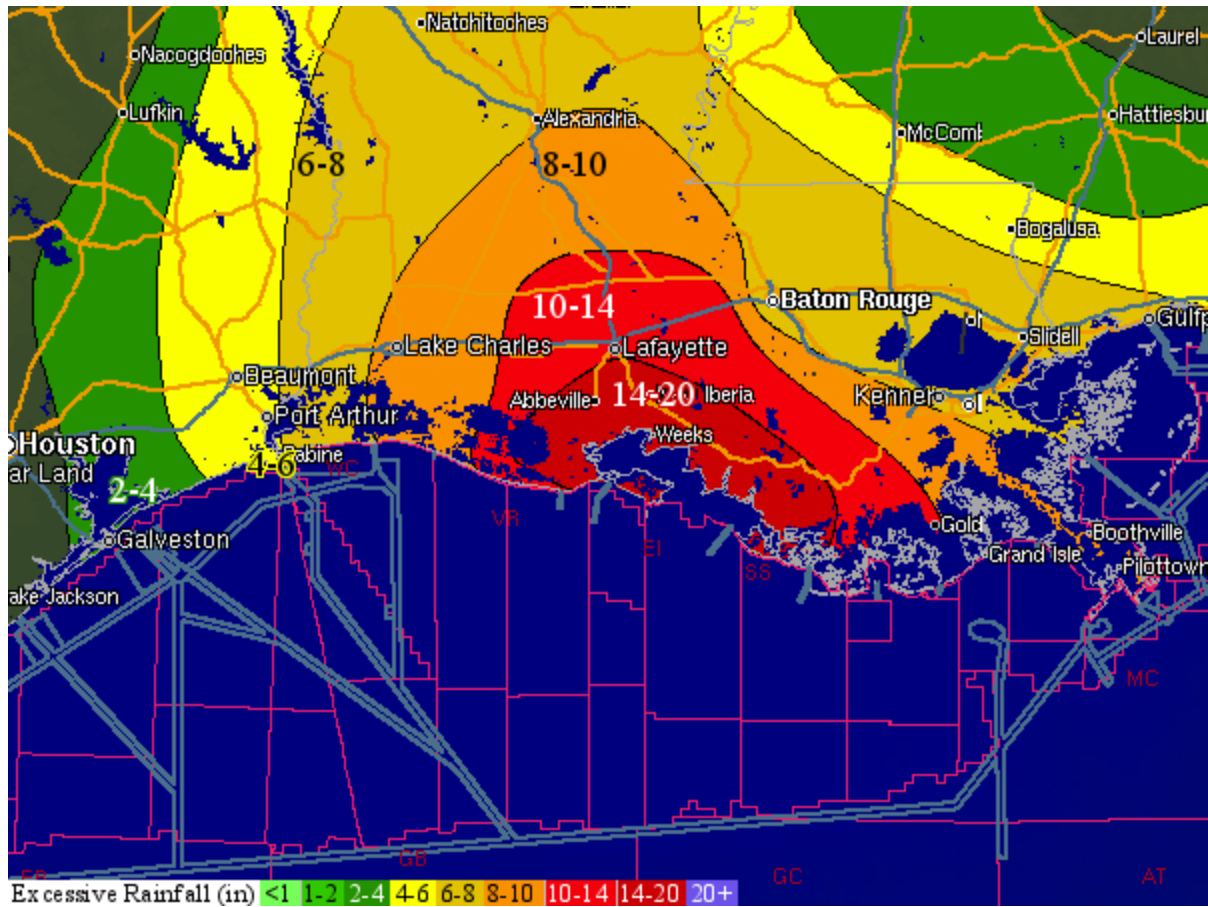 Natchitoches
Laurel
Nacogdoches
Lufkin
Alexandria
Hattiesbu
McComb
6-8
8-10
Bogalusa
10-14
Baton Rouge
Gulfp
Slidell
Lake Charles
Lafayette
Beaumont
Abbeville
14-20
Iberia
Kenner
Port Arthur
Weeks
Houston
abine
4-6
WC
ar Land
2-4
VR
Gold
Galveston
EI
Grand Isle
Boothville
SS
Pilottown
ake Jackson
MC
GB
GC
AT
EB
Excessive Rainfall (in) <1 1-2 2-4 4-6 6-8 8-10 10-14 14-20 20+